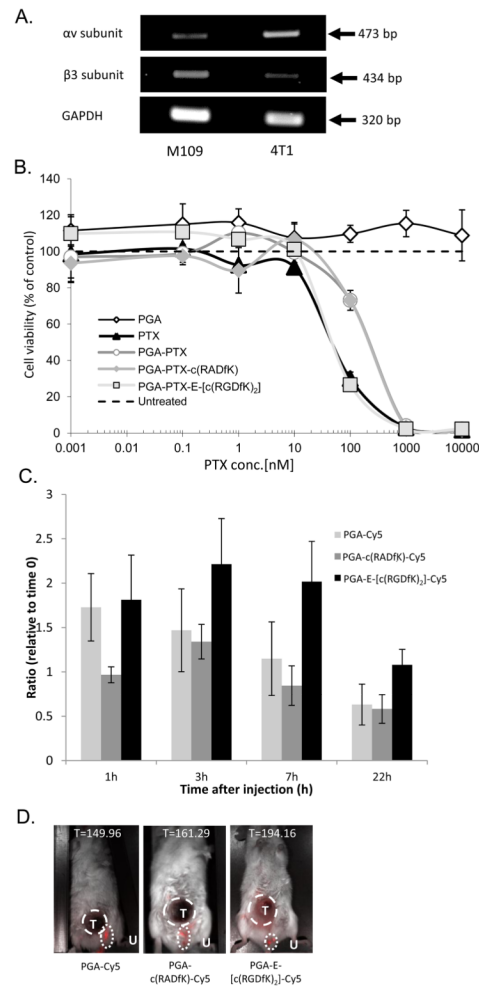 A.
αv subunit
473 bp
β3 subunit
434 bp
GAPDH
320 bp
M109 4T1
B.
140
120
100
80
60
40
20
0
Cell viability (% of control)
PGA
PTX
PGA-PTX
PGA-PTX-c(RADfK)
PGA-PTX-E-[c(RGDfK)2]
Untreated
0.001 0.01 0.1 1 10 100 1000 10000
PTX conc.[nM]
C.
3
2.5
2
1.5
1
0.5
0
Ratio (relative to time 0)
PGA-Cy5
PGA-c(RADfK)-Cy5
PGA-E-[c(RGDfK)2]-Cy5
1h 3h 7h 22h
Time after injection (h)
D.
T=149.96 T=161.29 T=194.16
T T T
U U U
PGA-Cy5
PGA-
c(RADfK)-Cy5
PGA-E-
[c(RGDfK)2]-Cy5